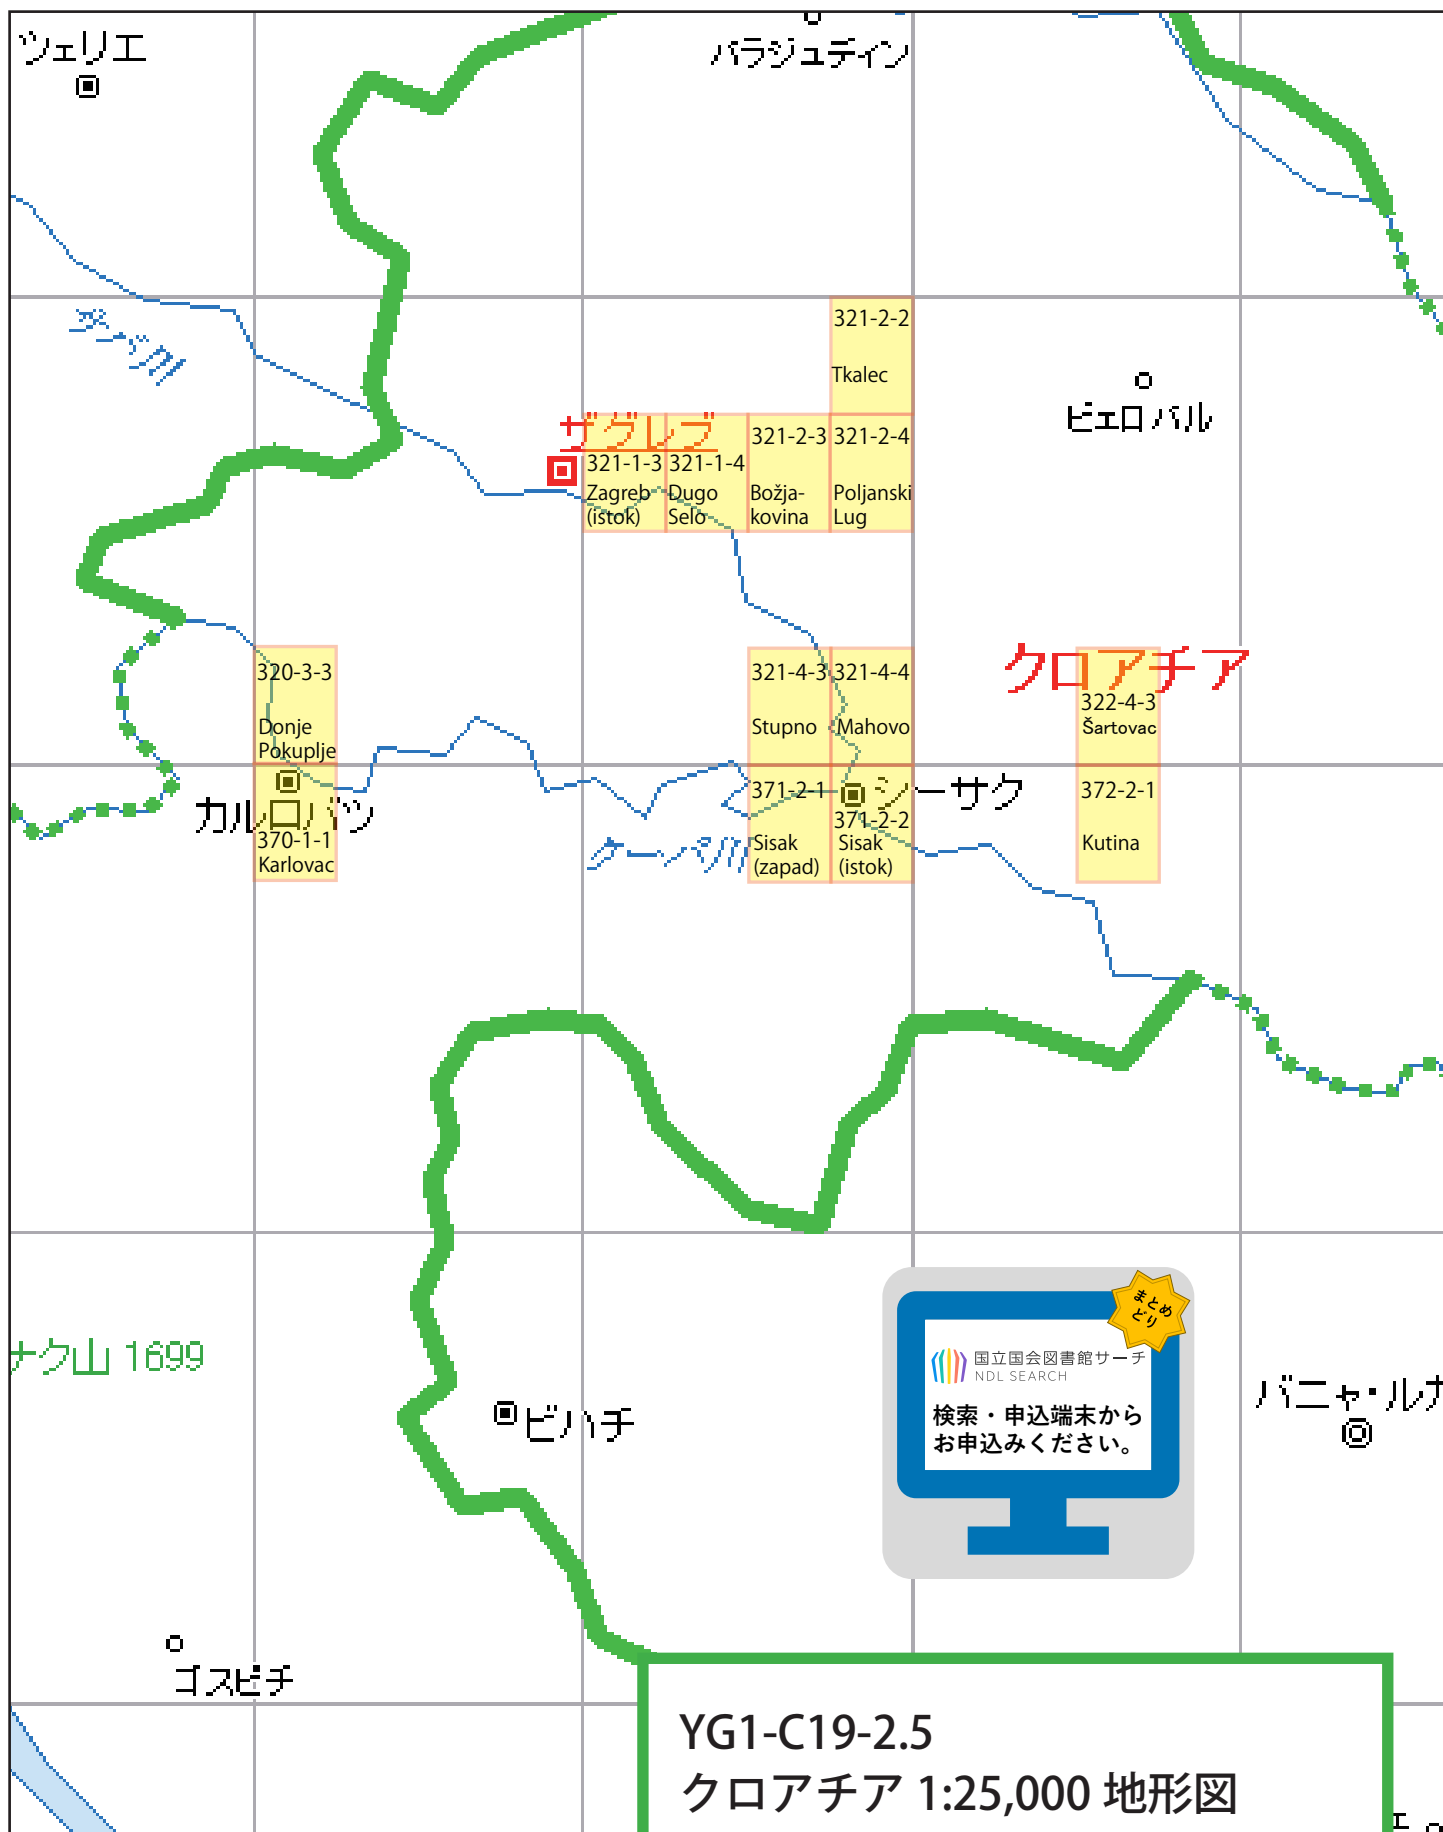 ツェリエ
バラジュディン
サバ川
321-2-2
Tkalec
ビェロバル
ザグレブ
321-1-3
Zagreb
(istok)
321-1-4
Dugo
Selo
321-2-3
Božja-
kovina
321-2-4
Poljanski
Lug
クロアチア
320-3-3
Donje
Pokuplje
321-4-3
Stupno
321-4-4
Mahovo
322-4-3
Šartovac
カルロバツ
370-1-1
Karlovac
クーパ川
371-2-1
Sisak
(zapad)
シーサク
371-2-2
Sisak
(istok)
372-2-1
Kutina
ナク山 1699
まとめ
どり
国立国会図書館サーチ
NDL SEARCH
検索・申込端末から
お申込みください。
ビハチ
バニャ・ルカ
ゴスピチ
YG1-C19-2.5
クロアチア 1:25,000 地形図